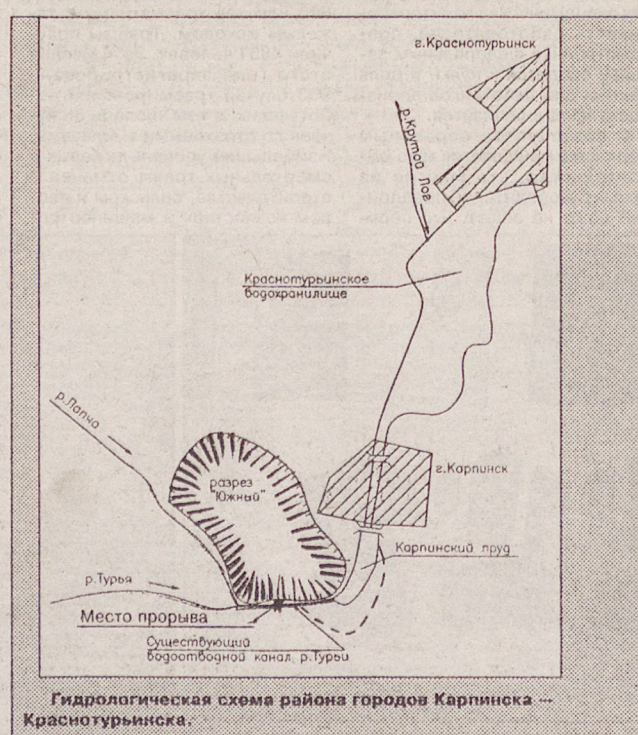 г.Краснотурьинск
р.Крутой Лог
Краснотурьинское
водохранилище
р.Лапча
разрез
"Южный"
г.Карпинск
Карпинский пруд
р.Турья
Место прорыва
Существующий
водоотводной канал р.Турьи
Гидрологическая схема района городов Карпинска —
Краснотурьинска.